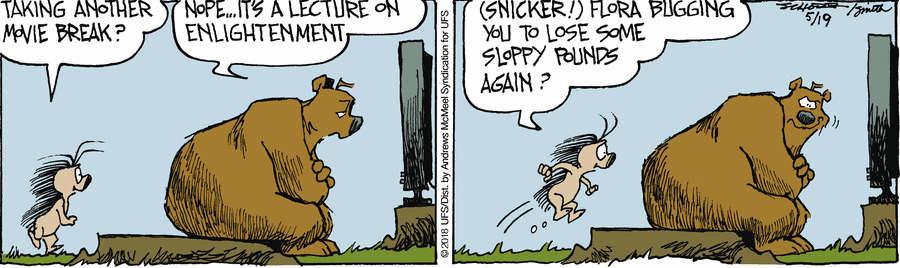 TAKING ANOTHER
MOVIE BREAK?
NOPE...IT'S A LECTURE ON
ENLIGHTENMENT
©2018 UFS/Dist. by Andrews McMeel Syndication for UFS
(SNICKER!) FLORA BUGGING
YOU TO LOSE SOME
SLOPPY POUNDS
AGAIN?
5/19
Smith